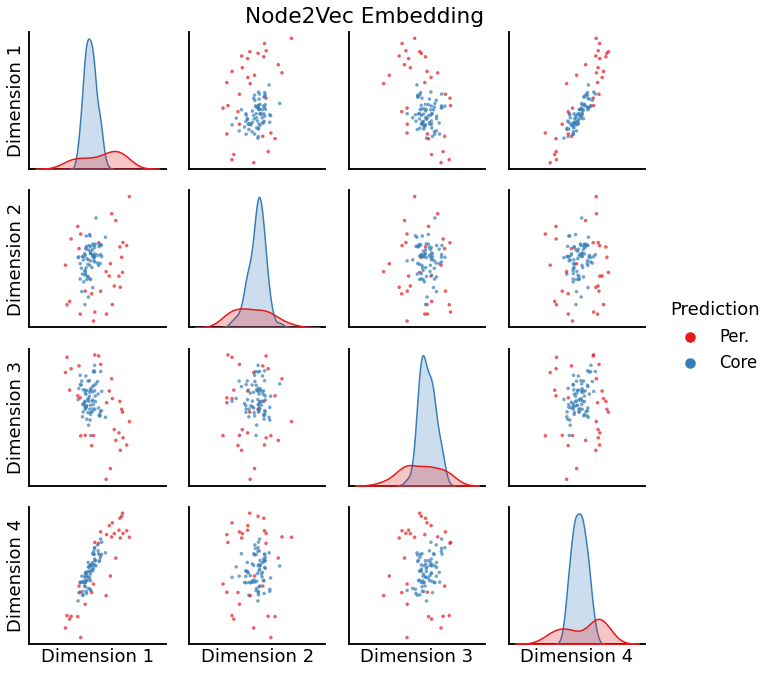 Node2Vec Embedding
Dimension 1
Dimension 2
Dimension 3
Dimension 4
Prediction
Per.
Core
Dimension 1
Dimension 2
Dimension 3
Dimension 4